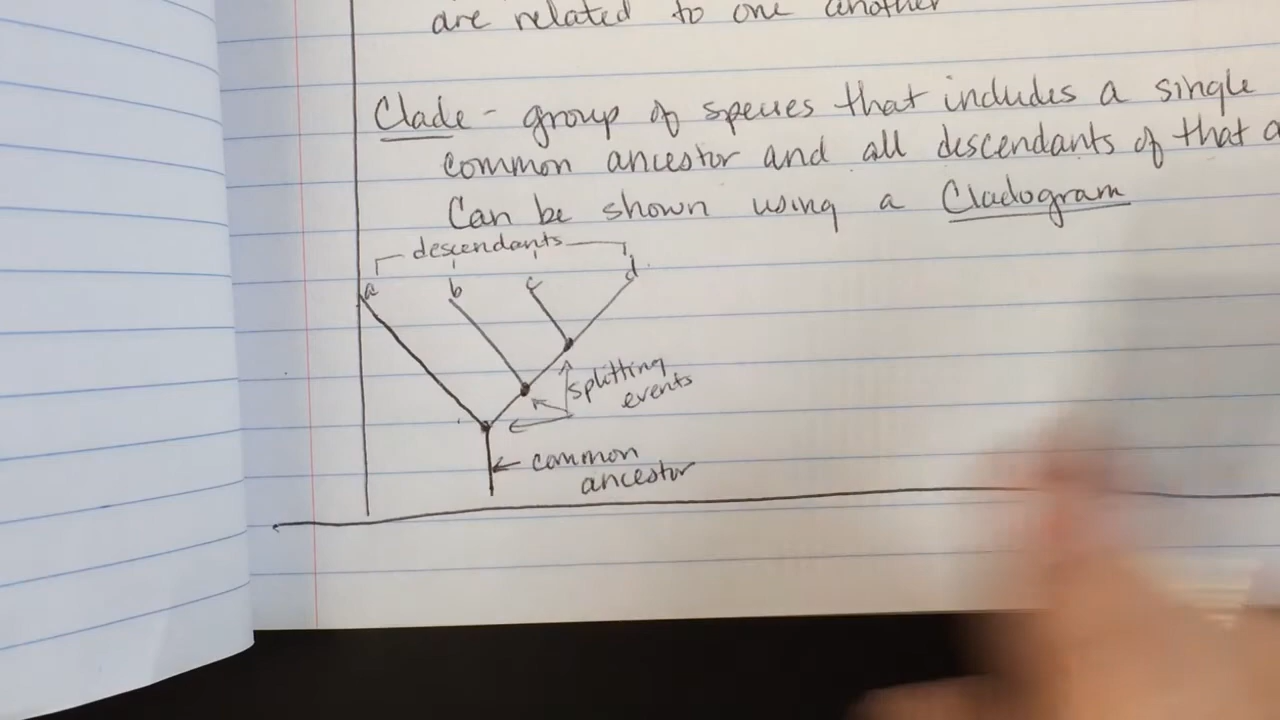 are related to one another
Clade - group of species that includes a single
common ancestor and all descendants of that a
Can be shown using a Cladogram
descendants
a b c d
splitting
events
common
ancestor